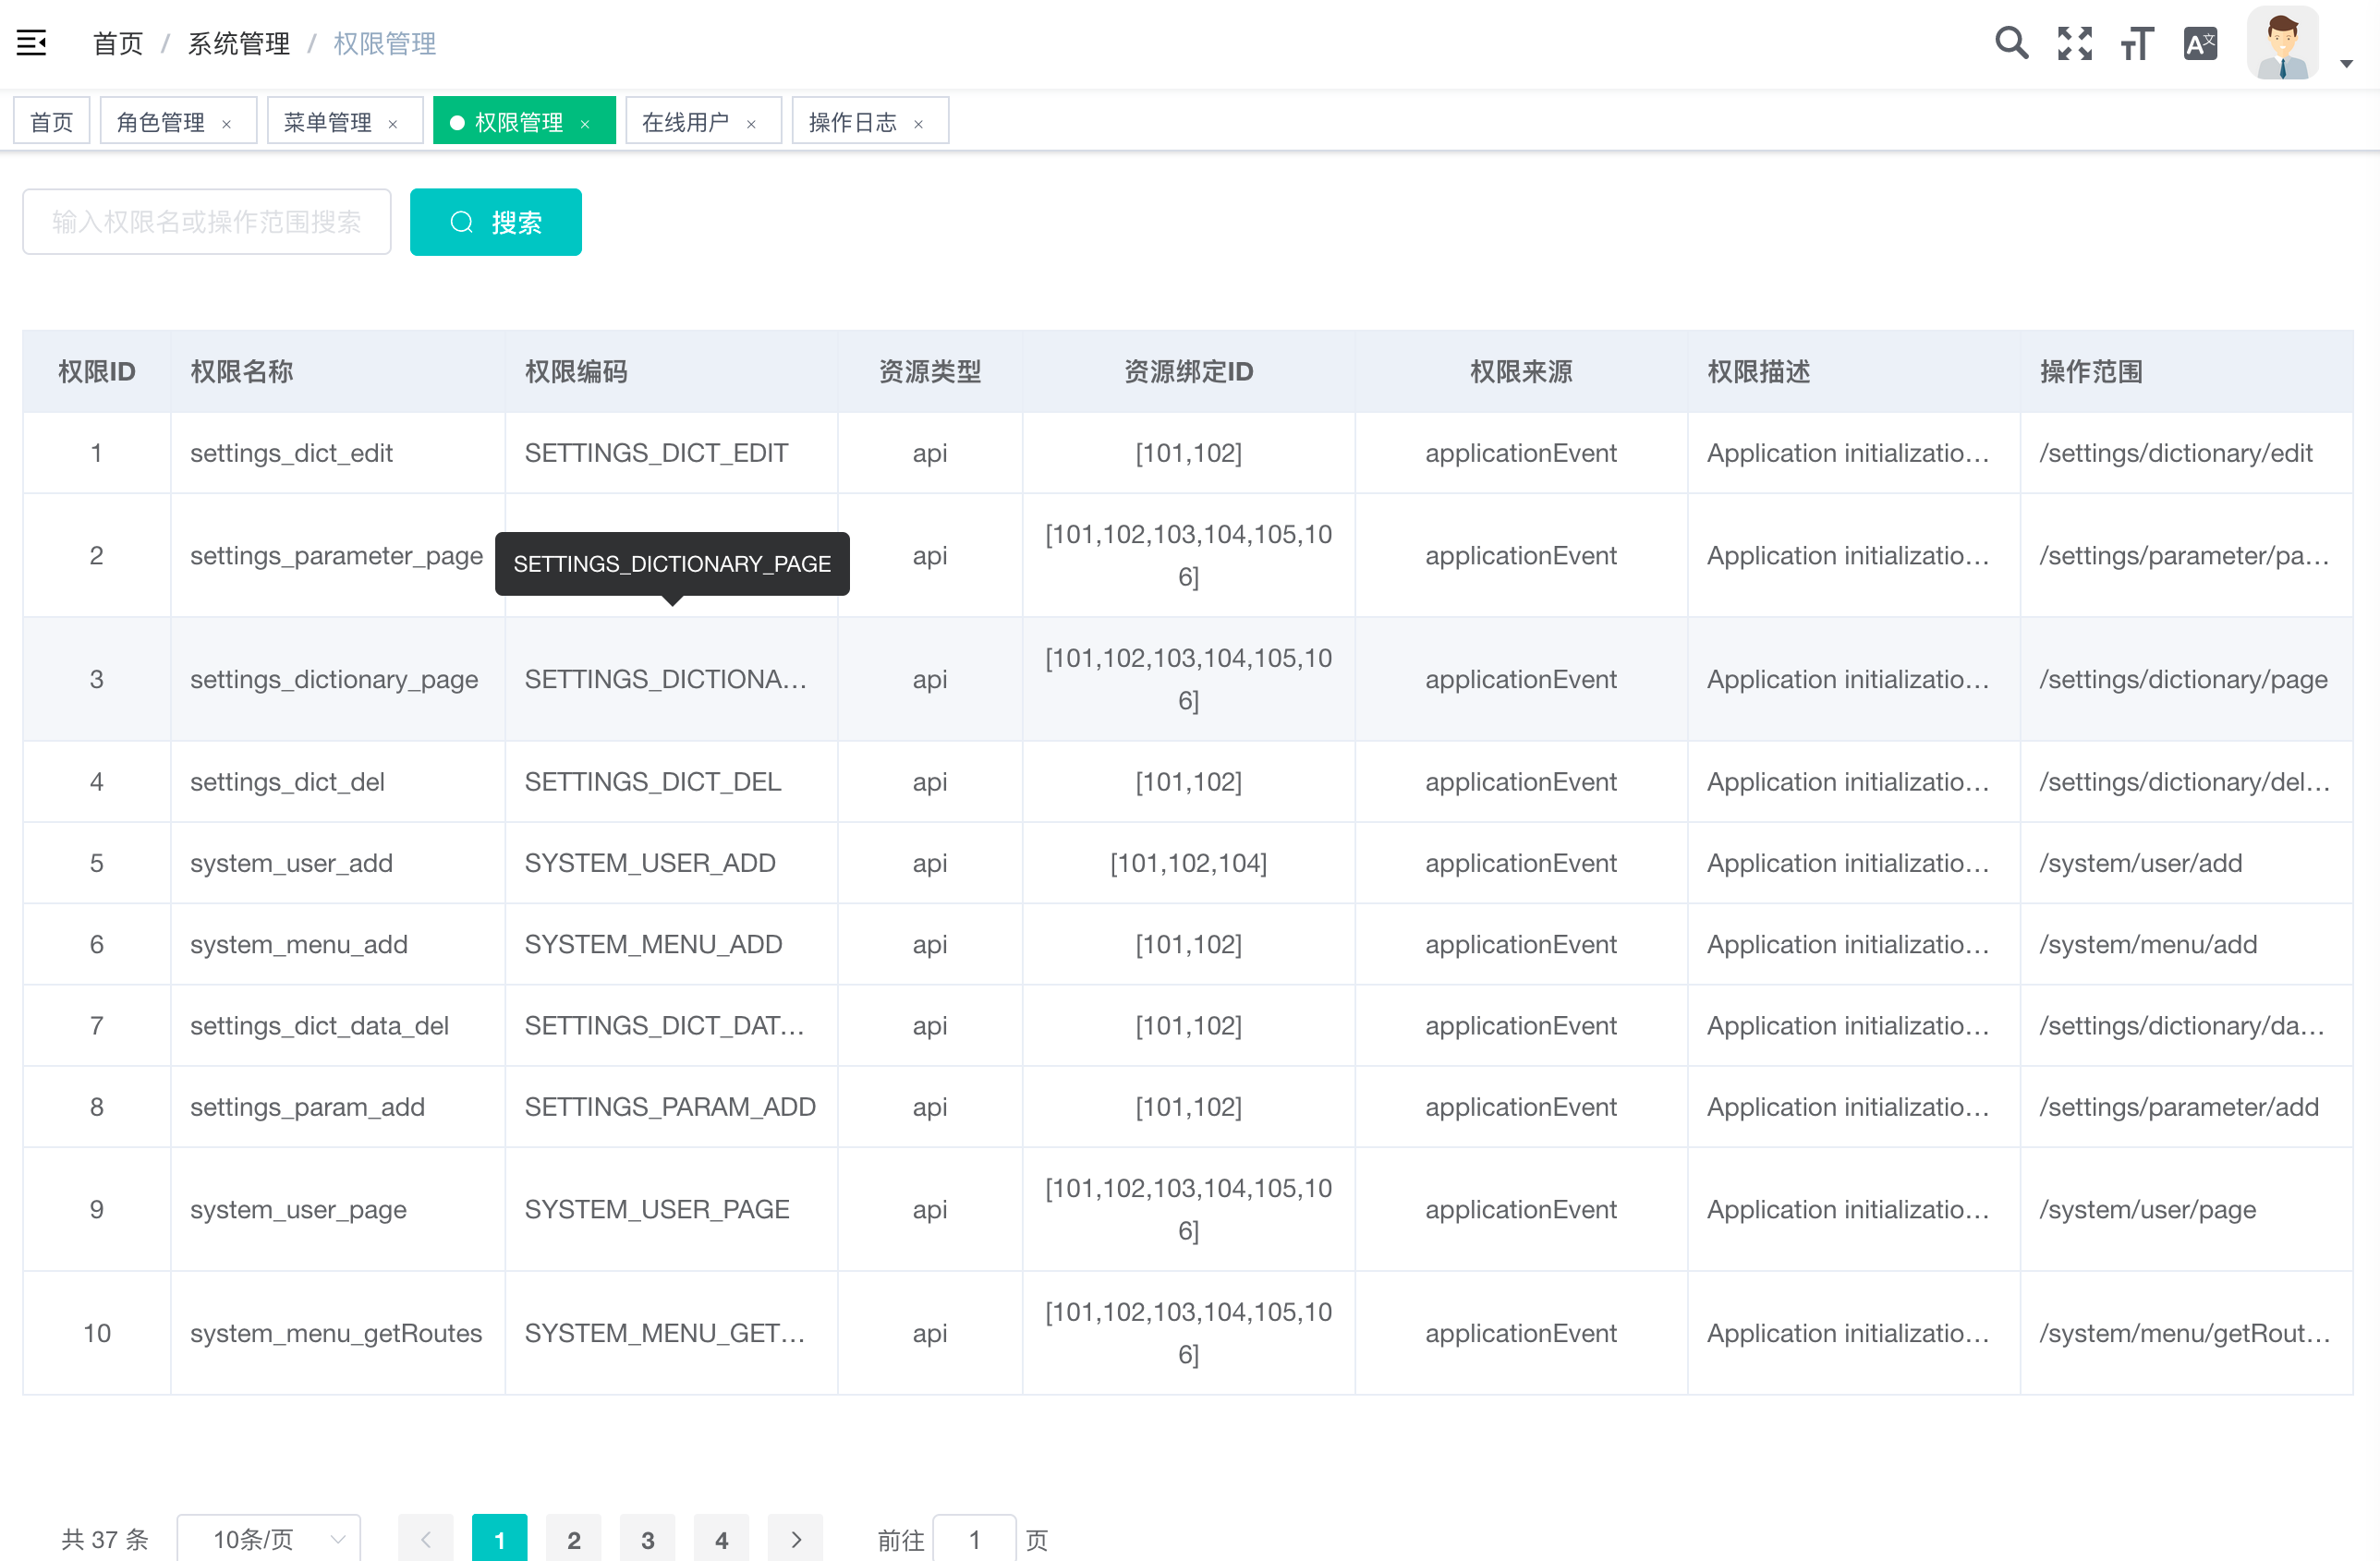 首页 / 系统管理 / 权限管理
首页
角色管理 ×
菜单管理 ×
权限管理 ×
在线用户 ×
操作日志 ×
输入权限名或操作范围搜索
搜索
权限ID 权限名称 权限编码 资源类型 资源绑定ID 权限来源 权限描述 操作范围
1 settings_dict_edit SETTINGS_DICT_EDIT api [101,102] applicationEvent Application initializatio… /settings/dictionary/edit
2 settings_parameter_page api [101,102,103,104,105,10
6] applicationEvent Application initializatio… /settings/parameter/pa…
SETTINGS_DICTIONARY_PAGE
3 settings_dictionary_page SETTINGS_DICTIONA… api [101,102,103,104,105,10
6] applicationEvent Application initializatio… /settings/dictionary/page
4 settings_dict_del SETTINGS_DICT_DEL api [101,102] applicationEvent Application initializatio… /settings/dictionary/del…
5 system_user_add SYSTEM_USER_ADD api [101,102,104] applicationEvent Application initializatio… /system/user/add
6 system_menu_add SYSTEM_MENU_ADD api [101,102] applicationEvent Application initializatio… /system/menu/add
7 settings_dict_data_del SETTINGS_DICT_DAT… api [101,102] applicationEvent Application initializatio… /settings/dictionary/da…
8 settings_param_add SETTINGS_PARAM_ADD api [101,102] applicationEvent Application initializatio… /settings/parameter/add
9 system_user_page SYSTEM_USER_PAGE api [101,102,103,104,105,10
6] applicationEvent Application initializatio… /system/user/page
10 system_menu_getRoutes SYSTEM_MENU_GET… api [101,102,103,104,105,10
6] applicationEvent Application initializatio… /system/menu/getRout…
共 37 条 10条/页 1 2 3 4 前往 1 页